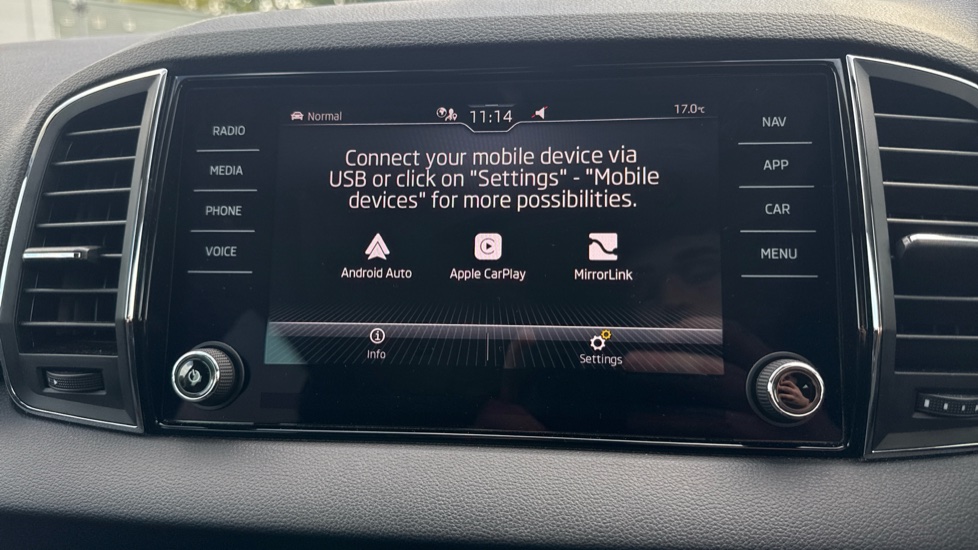 Normal
11:14
17.0°C
RADIO
MEDIA
PHONE
VOICE
Connect your mobile device via
USB or click on "Settings" - "Mobile
devices" for more possibilities.
Android Auto
Apple CarPlay
MirrorLink
Info
Settings
NAV
APP
CAR
MENU